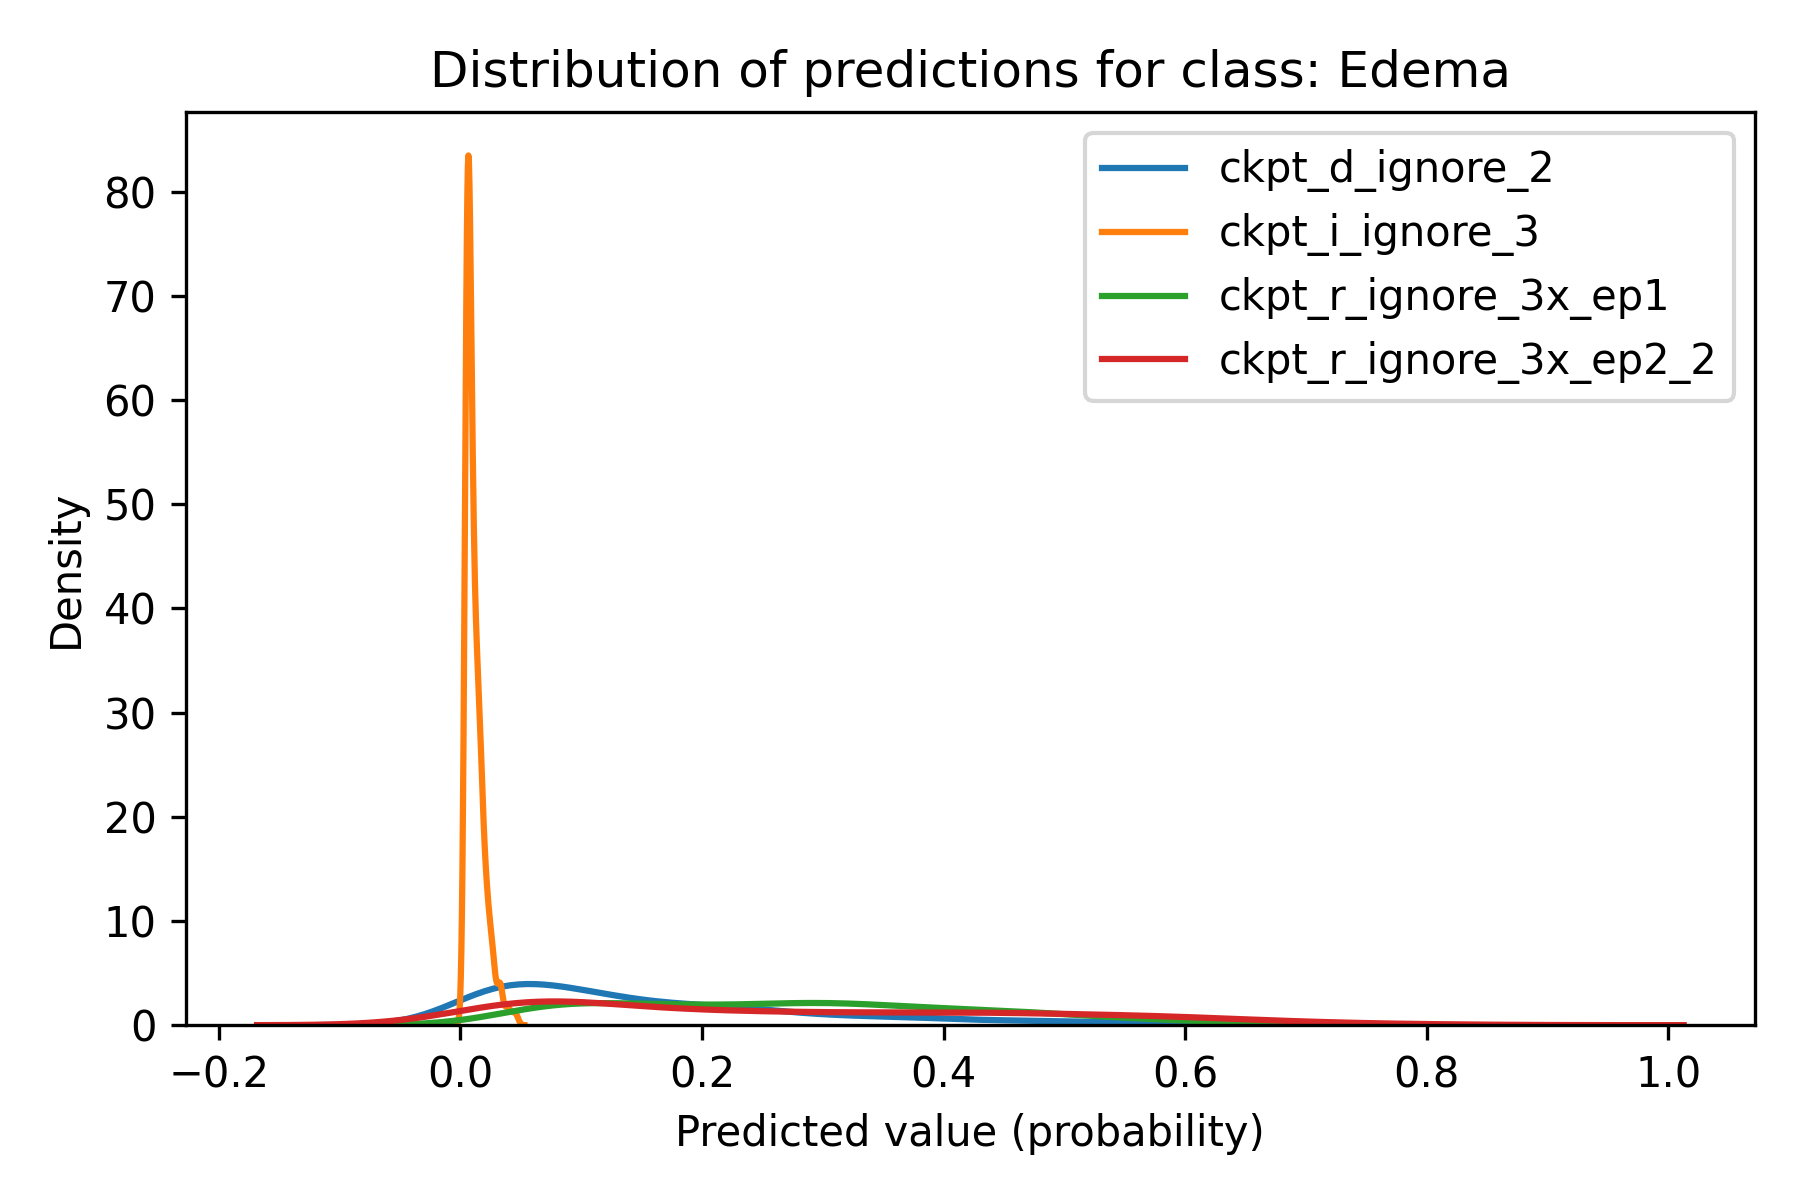 Distribution of predictions for class: Edema
ckpt_d_ignore_2
ckpt_i_ignore_3
ckpt_r_ignore_3x_ep1
ckpt_r_ignore_3x_ep2_2
80
70
60
50
40
30
20
10
0
Density
−0.2 0.0 0.2 0.4 0.6 0.8 1.0
Predicted value (probability)